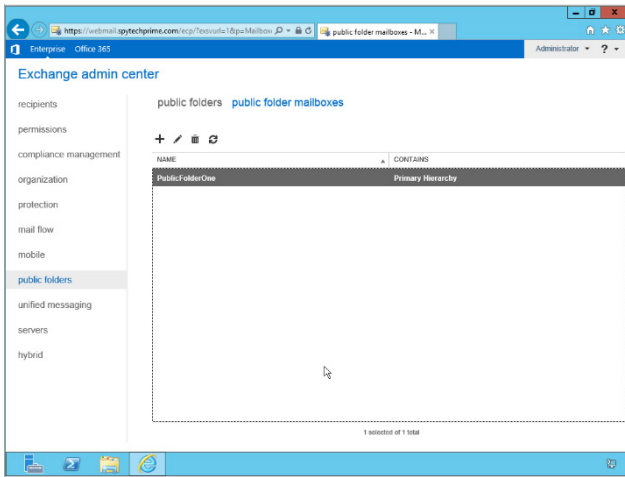 https://webmail.spytechprime.com/ecp/?exsvurl=1&p=Mailbox
public folder mailboxes - M...
Enterprise Office 365
Administrator ?
Exchange admin center
recipients
permissions
compliance management
organization
protection
mail flow
mobile
public folders
unified messaging
servers
hybrid
public folders public folder mailboxes
NAME CONTAINS
PublicFolderOne Primary Hierarchy
1 selected of 1 total